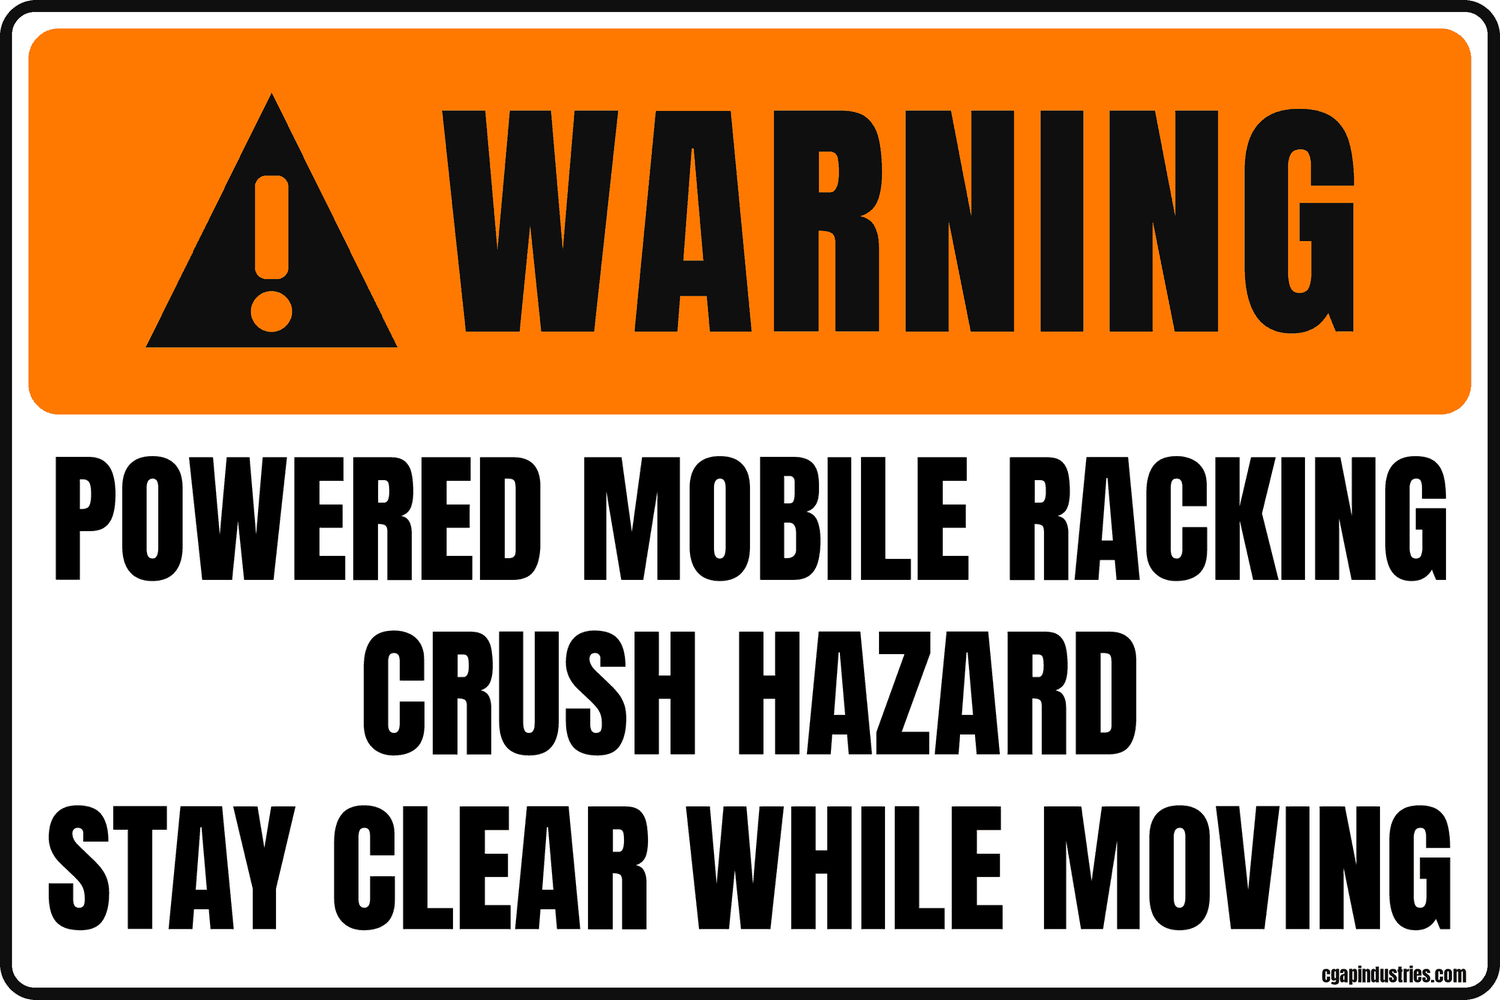 WARNING
POWERED MOBILE RACKING
CRUSH HAZARD
STAY CLEAR WHILE MOVING
cgapindustries.com